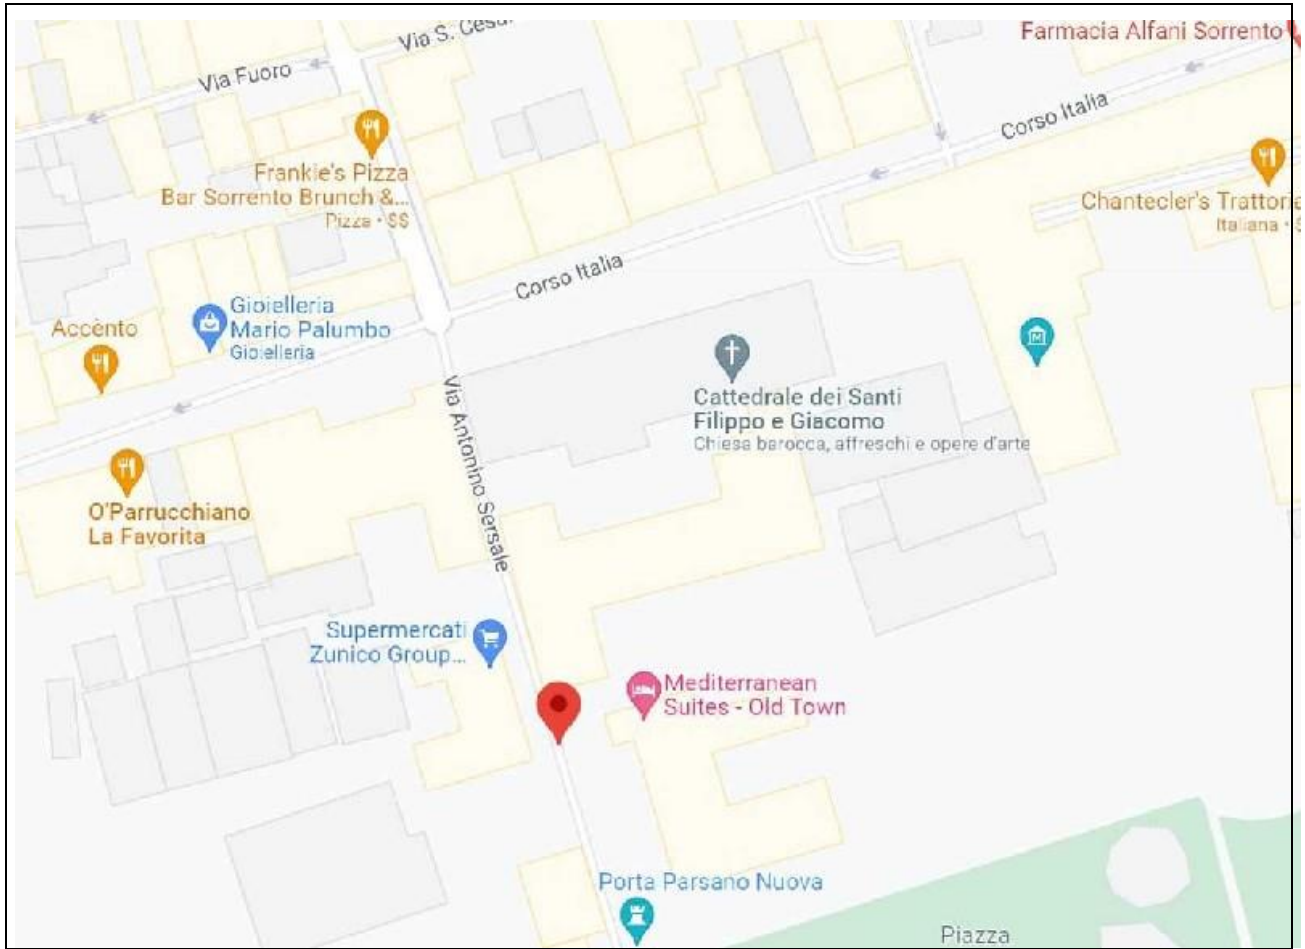 Via S. Cesa
Farmacia Alfani Sorrento
Via Fuoro
Corso Italia
Frankie's Pizza
Bar Sorrento Brunch &...
Pizza • $$
Chantecler's Trattoria
Italiana •
Corso Italia
Gioielleria
Mario Palumbo
Gioielleria
Accènto
Cattedrale dei Santi
Filippo e Giacomo
Chiesa barocca, affreschi e opere d'arte
Via Antonino Sersale
O'Parrucchiano
La Favorita
Supermercati
Zunico Group...
Mediterranean
Suites - Old Town
Porta Parsano Nuova
Piazza